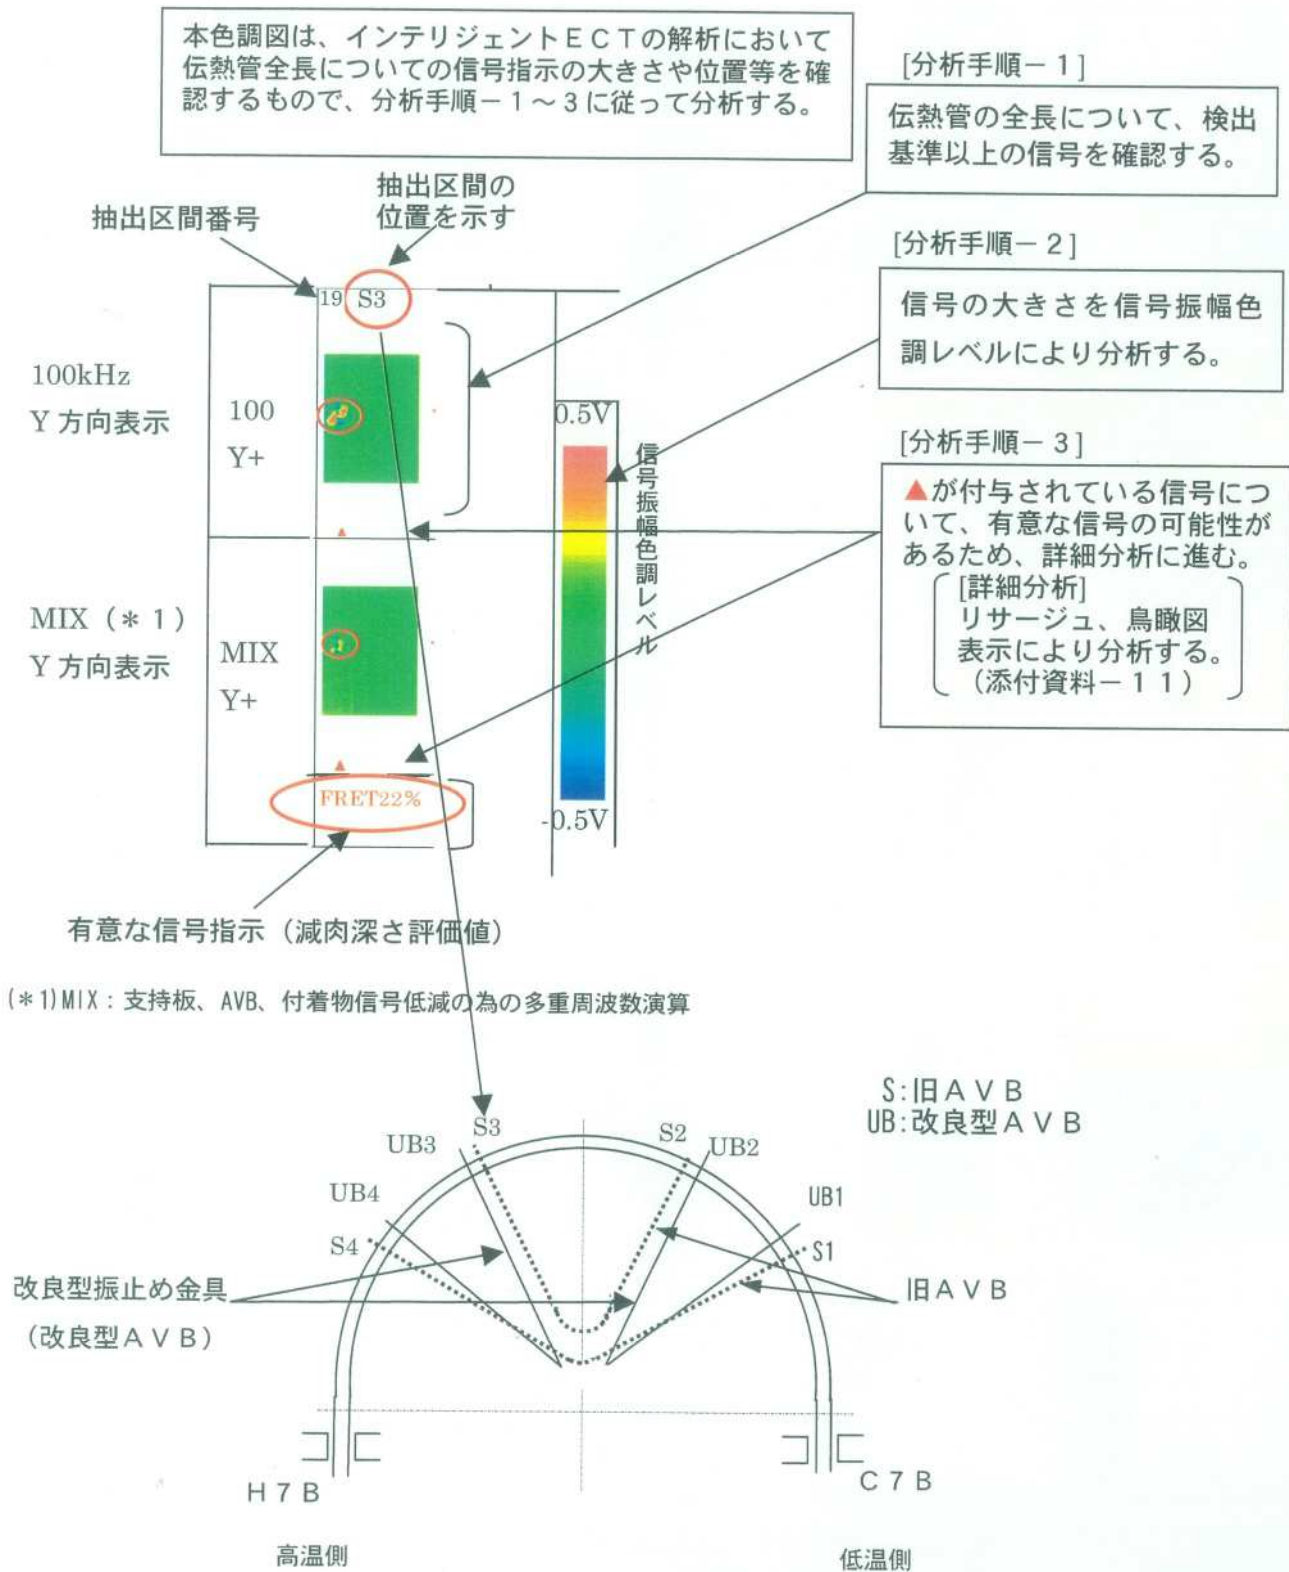 本色調図は、インテリジェントＥＣＴの解析において
伝熱管全長についての信号指示の大きさや位置等を確
認するもので、分析手順－１～３に従って分析する。
[分析手順－１]
伝熱管の全長について、検出
基準以上の信号を確認する。
抽出区間番号
抽出区間の
位置を示す
[分析手順－２]
信号の大きさを信号振幅色
調レベルにより分析する。
19 S3
100kHz
Y 方向表示
100
Y+
0.5V
信号振幅色調レベル
-0.5V
[分析手順－３]
▲が付与されている信号につ
いて、有意な信号の可能性が
あるため、詳細分析に進む。
[詳細分析]
リサージュ、鳥瞰図
表示により分析する。
（添付資料－１１）
MIX（＊１）
Y 方向表示
MIX
Y+
FRET22%
有意な信号指示（減肉深さ評価値）
(＊1)MIX：支持板、AVB、付着物信号低減の為の多重周波数演算
S:旧ＡＶＢ
UB:改良型ＡＶＢ
UB3
S3
S2
UB2
UB4
UB1
S4
S1
改良型振止め金具
（改良型ＡＶＢ）
旧ＡＶＢ
Ｈ７Ｂ
Ｃ７Ｂ
高温側
低温側